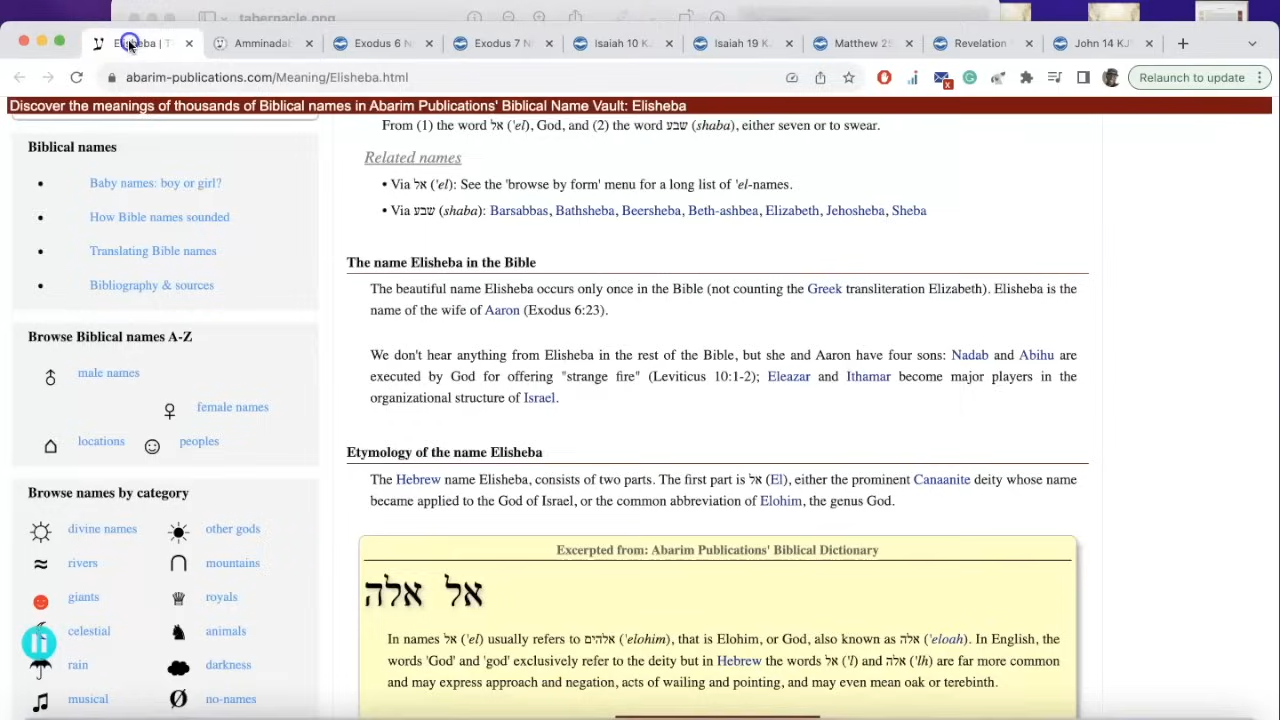 tabernacle.png
Elisheba | T
Amminadab
Exodus 6 N
Exodus 7 N
Isaiah 10 K
Isaiah 19 K
Matthew 25
Revelation
John 14 KJ
abarim-publications.com/Meaning/Elisheba.html
Relaunch to update
Discover the meanings of thousands of Biblical names in Abarim Publications' Biblical Name Vault: Elisheba
Biblical names
• Baby names: boy or girl?
• How Bible names sounded
• Translating Bible names
• Bibliography & sources
Browse Biblical names A-Z
male names
female names
locations
peoples
Browse names by category
divine names
other gods
rivers
mountains
giants
royals
celestial
animals
rain
darkness
musical
no-names
From (1) the word אל ('el), God, and (2) the word שבע (shaba), either seven or to swear.
Related names
• Via אל ('el): See the 'browse by form' menu for a long list of 'el-names.
• Via שבע (shaba): Barsabbas, Bathsheba, Beersheba, Beth-ashbea, Elizabeth, Jehosheba, Sheba
The name Elisheba in the Bible
The beautiful name Elisheba occurs only once in the Bible (not counting the Greek transliteration Elizabeth). Elisheba is the
name of the wife of Aaron (Exodus 6:23).
We don't hear anything from Elisheba in the rest of the Bible, but she and Aaron have four sons: Nadab and Abihu are
executed by God for offering "strange fire" (Leviticus 10:1-2); Eleazar and Ithamar become major players in the
organizational structure of Israel.
Etymology of the name Elisheba
The Hebrew name Elisheba, consists of two parts. The first part is אל (El), either the prominent Canaanite deity whose name
became applied to the God of Israel, or the common abbreviation of Elohim, the genus God.
Excerpted from: Abarim Publications' Biblical Dictionary
אל אלה
In names אל ('el) usually refers to אלהים ('elohim), that is Elohim, or God, also known as אלה ('eloah). In English, the
words 'God' and 'god' exclusively refer to the deity but in Hebrew the words אל ('l) and אלה ('lh) are far more common
and may express approach and negation, acts of wailing and pointing, and may even mean oak or terebinth.